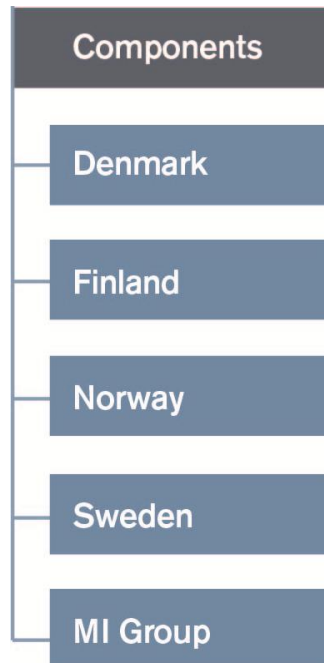 Components
Denmark
Finland
Norway
Sweden
MI Group